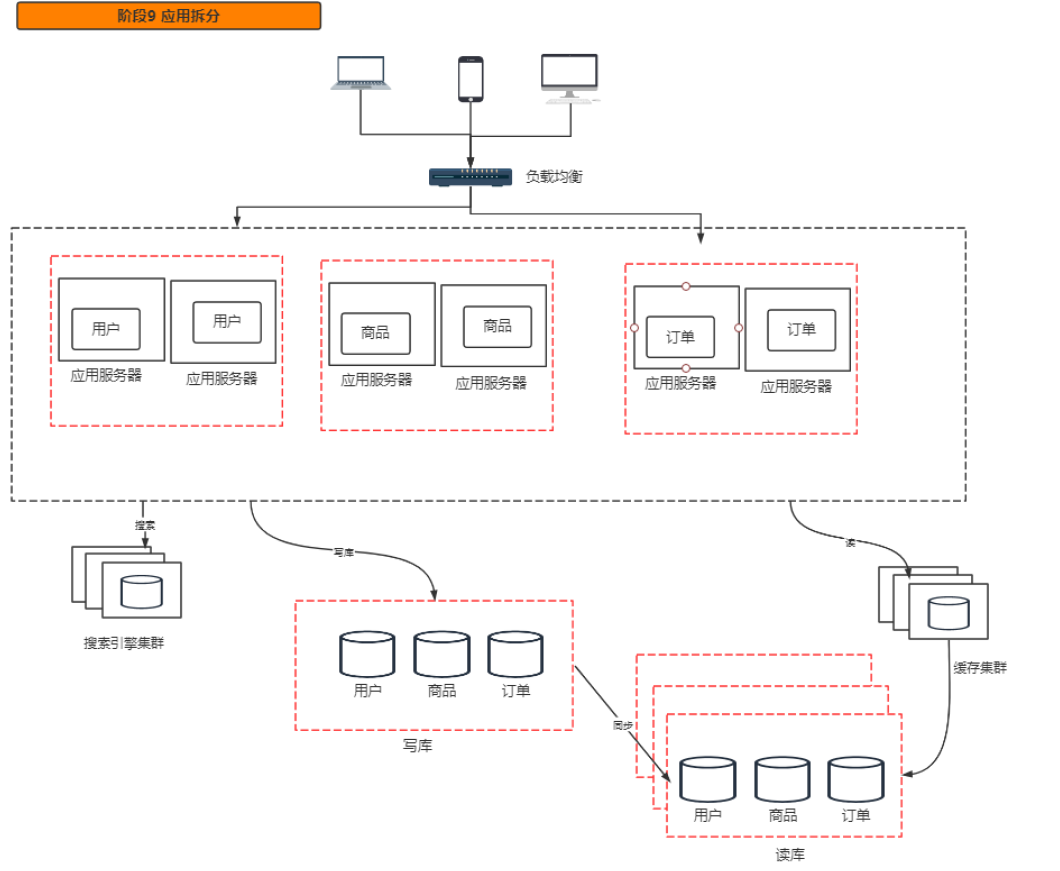 阶段9 应用拆分
负载均衡
用户
用户
商品
商品
订单
订单
应用服务器
应用服务器
应用服务器
应用服务器
应用服务器
应用服务器
搜索
写库
读
搜索引擎集群
缓存集群
用户
商品
订单
写库
同步
用户
商品
订单
读库